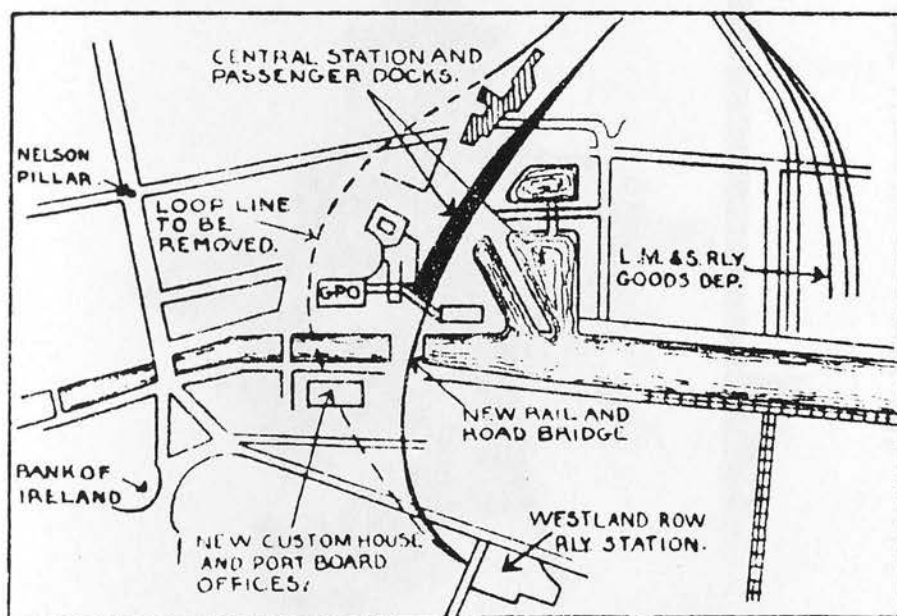 CENTRAL STATION AND
PASSENGER DOCKS.
NELSON
PILLAR
LOOP LINE
TO BE
REMOVED.
L.M.&S.RLY
GOODS DEP.
GPO
NEW RAIL AND
ROAD BRIDGE
BANK OF
IRELAND
NEW CUSTOM HOUSE
AND PORT BOARD
OFFICES.
WESTLAND ROW
RLY STATION.